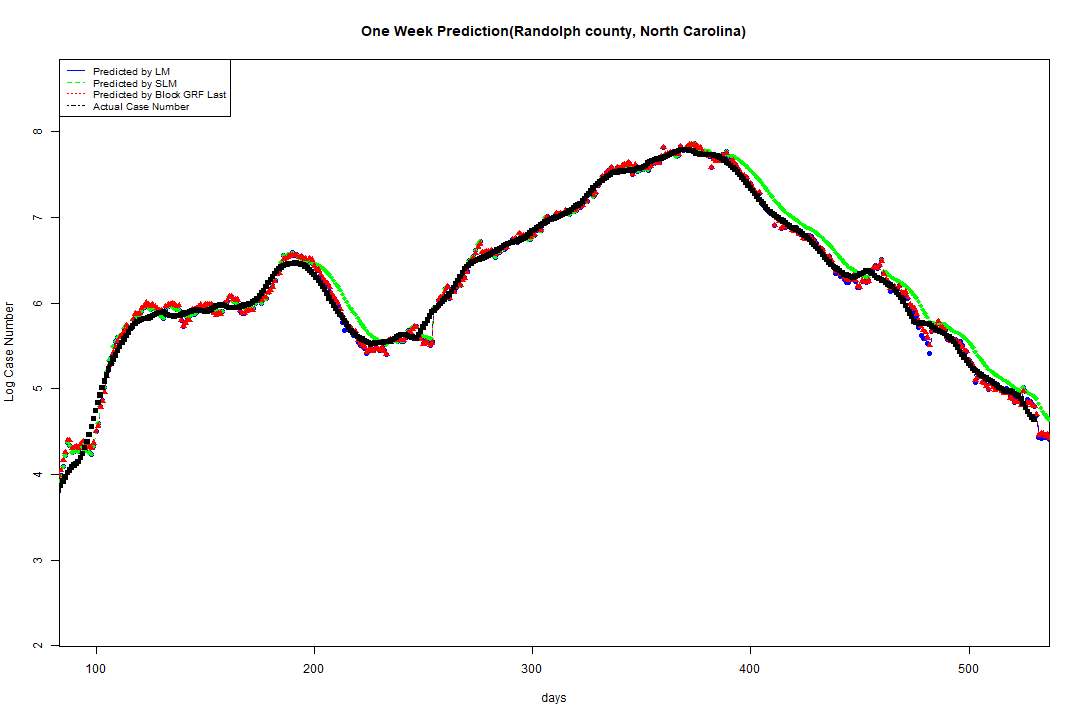 One Week Prediction(Randolph county, North Carolina)
Predicted by LM
Predicted by SLM
Predicted by Block GRF Last
Actual Case Number
8
7
6
5
4
3
2
Log Case Number
100 200 300 400 500
days